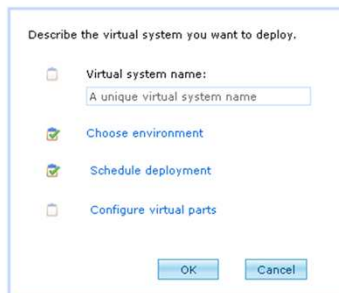 Describe the virtual system you want to deploy.
Virtual system name:
A unique virtual system name
Choose environment
Schedule deployment
Configure virtual parts
OK Cancel